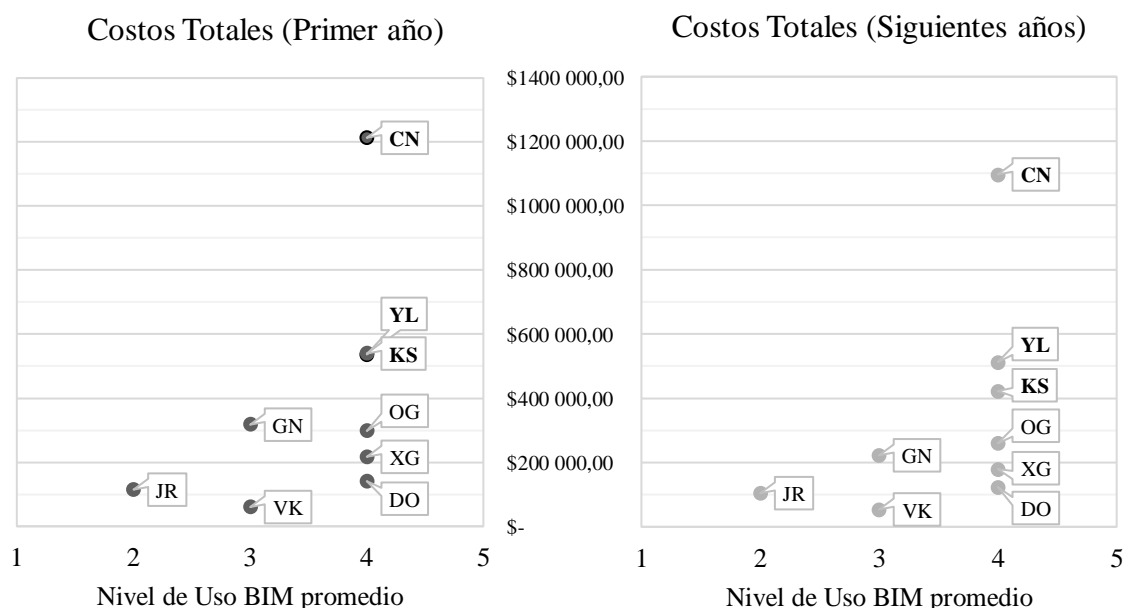 Costos Totales (Primer año)
CN
YL
KS
OG
GN
XG
JR
VK
DO
1 2 3 4 5
Nivel de Uso BIM promedio
$1400 000,00
$1200 000,00
$1000 000,00
$800 000,00
$600 000,00
$400 000,00
$200 000,00
$-
Costos Totales (Siguientes años)
CN
YL
KS
OG
GN
XG
JR
VK
DO
1 2 3 4 5
Nivel de Uso BIM promedio